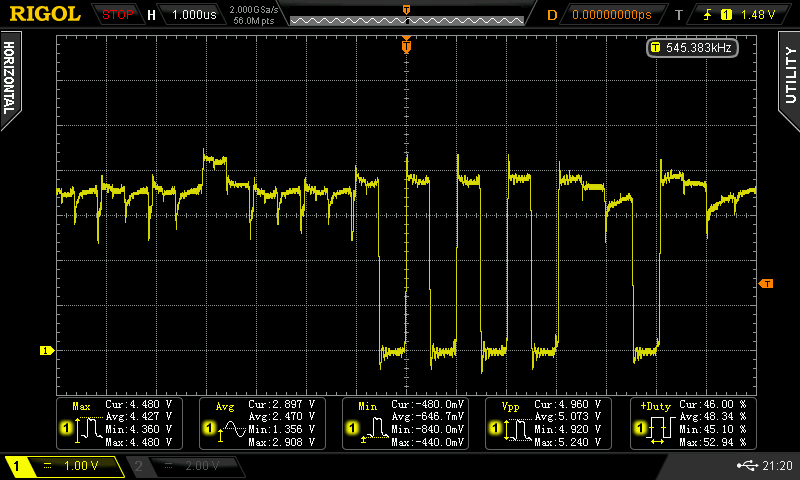 RIGOL STOP H 1.000us 2.000GSa/s 56.0M pts D 0.00000000ps T 1 1.48 V
T
HORIZONTAL
UTILITY
T 545.383kHz
T
T
1
Max Cur:4.480 V
Avg:4.427 V
1 Min:4.360 V
Max:4.480 V
Avg Cur:2.897 V
Avg:2.470 V
1 Min:1.356 V
Max:2.908 V
Min Cur:-480.0mV
Avg:-646.7mV
1 Min:-840.0mV
Max:-440.0mV
Vpp Cur:4.960 V
Avg:5.073 V
1 Min:4.920 V
Max:5.240 V
+Duty Cur:46.00 %
Avg:48.34 %
1 Min:45.10 %
Max:52.94 %
1 1.00 V 2 2.00 V 21:20